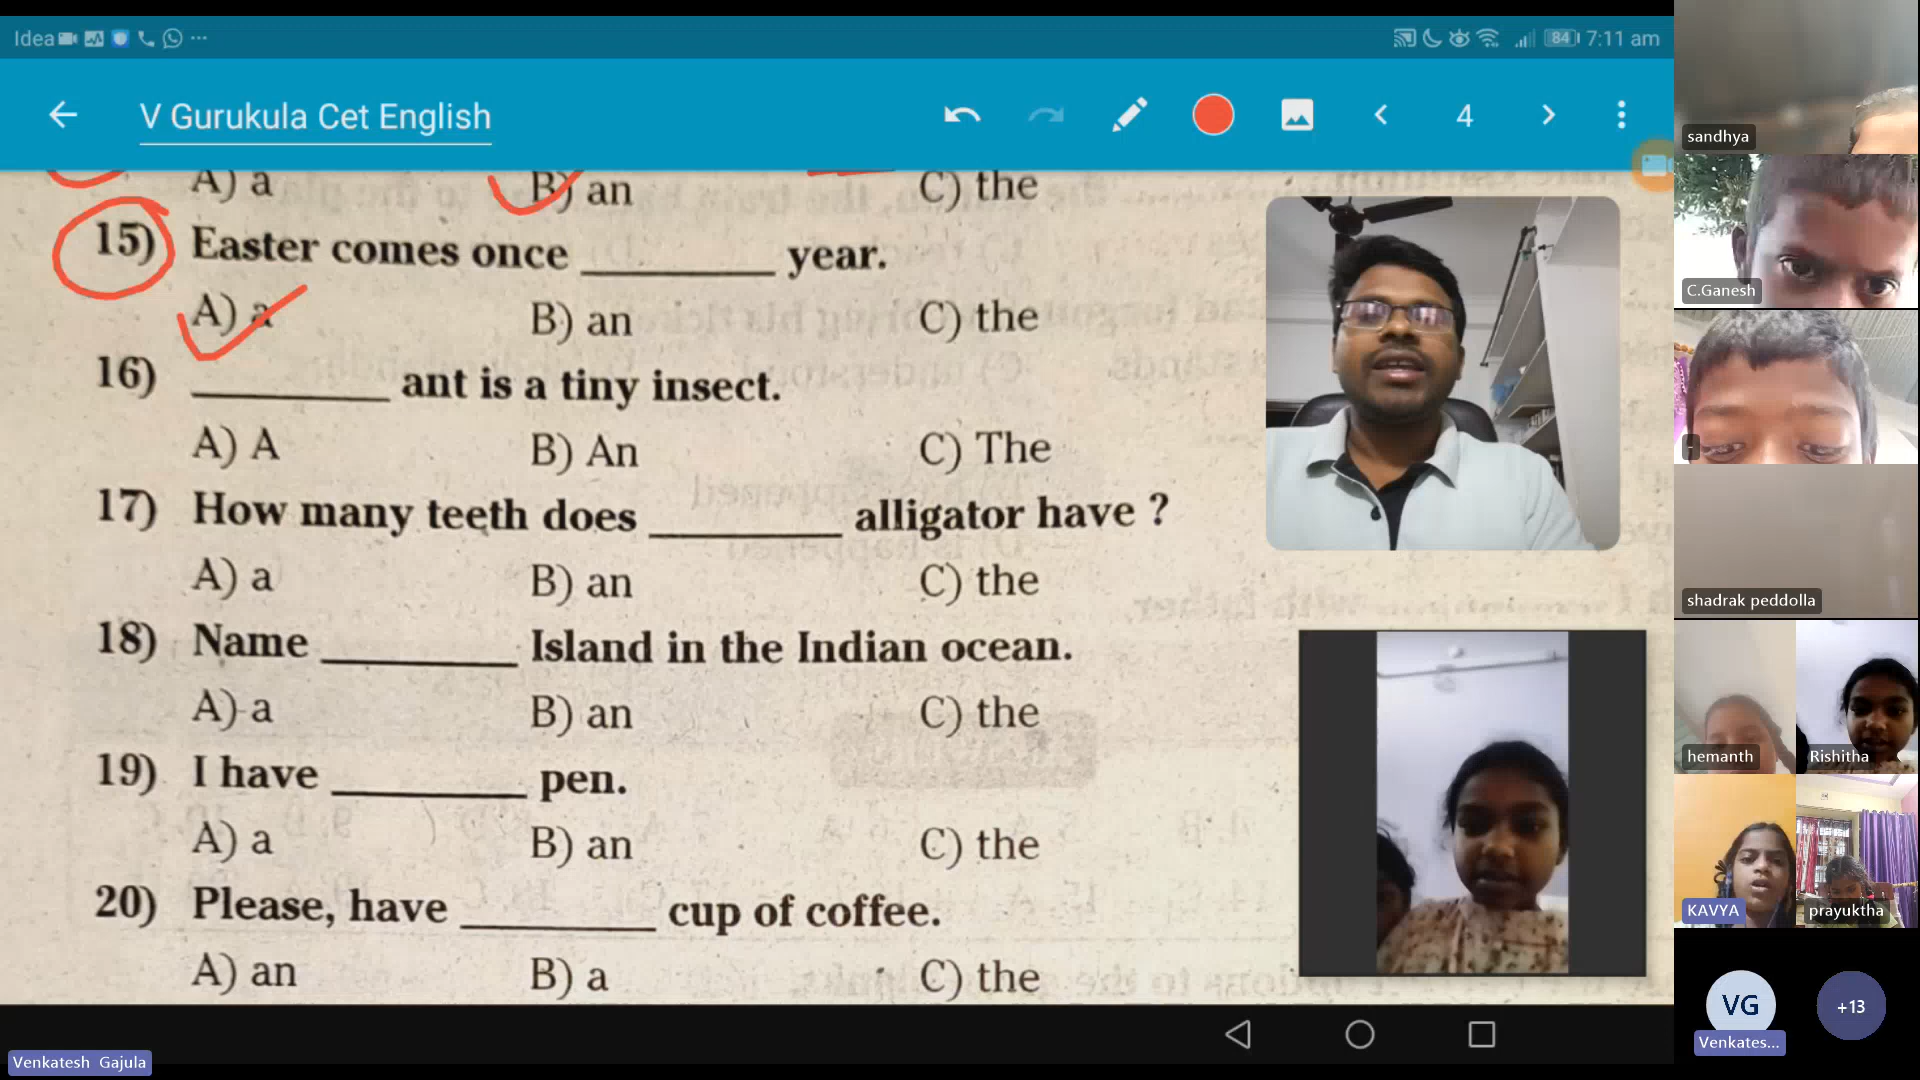 Idea 84 7:11 am
V Gurukula Cet English 4
A) a B) an C) the
15) Easter comes once ________ year.
A) a B) an C) the
16) ________ ant is a tiny insect.
A) A B) An C) The
17) How many teeth does ________ alligator have ?
A) a B) an C) the
18) Name ________ Island in the Indian ocean.
A) a B) an C) the
19) I have ________ pen.
A) a B) an C) the
20) Please, have ________ cup of coffee.
A) an B) a C) the
Venkatesh Gajula
sandhya
C.Ganesh
-
shadrak peddolla
hemanth
Rishitha
KAVYA
prayuktha
VG
+13
Venkates...